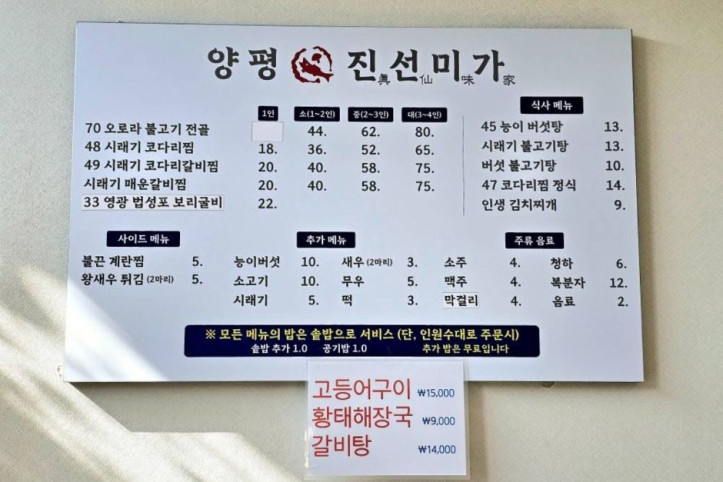 양평 진선미가
眞仙味家
1인 소(1~2인) 중(2~3인) 대(3~4인)
70 오로라 불고기 전골 44. 62. 80.
48 시래기 코다리찜 18. 36. 52. 65.
49 시래기 코다리갈비찜 20. 40. 58. 75.
시래기 매운갈비찜 20. 40. 58. 75.
33 영광 법성포 보리굴비 22.
식사 메뉴
45 능이 버섯탕 13.
시래기 불고기탕 13.
버섯 불고기탕 10.
47 코다리찜 정식 14.
인생 김치찌개 9.
사이드 메뉴
불끈 계란찜 5.
왕새우 튀김 (2마리) 5.
추가 메뉴
능이버섯 10. 새우 (2마리) 3.
소고기 10. 무우 5.
시래기 5. 떡 3.
주류 음료
소주 4. 청하 6.
맥주 4. 복분자 12.
막걸리 4. 음료 2.
※ 모든 메뉴의 밥은 솥밥으로 서비스 (단, 인원수대로 주문시)
솥밥 추가 1.0 공기밥 1.0 추가 밥은 무료입니다
고등어구이 ₩15,000
황태해장국 ₩9,000
갈비탕 ₩14,000